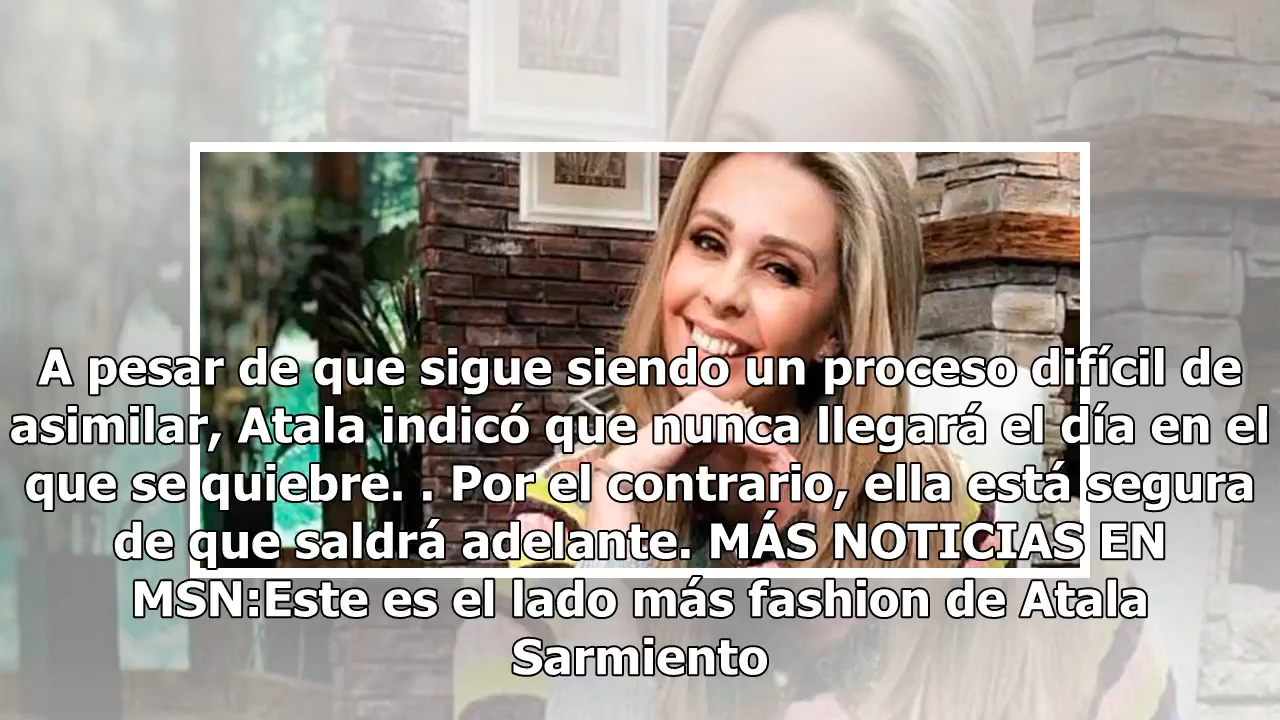 A pesar de que sigue siendo un proceso difícil de
asimilar, Atala indicó que nunca llegará el día en el
que se quiebre. . Por el contrario, ella está segura
de que saldrá adelante. MÁS NOTICIAS EN
MSN:Este es el lado más fashion de Atala
Sarmiento